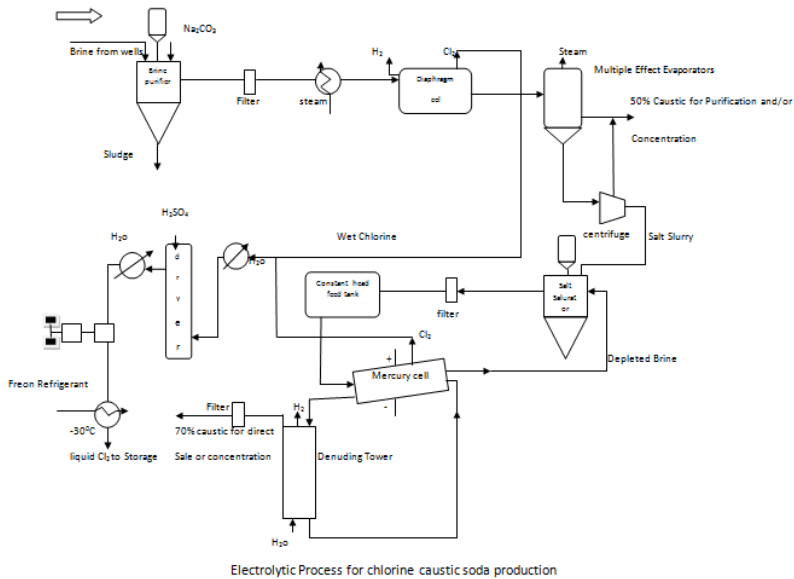 Na₂CO₃
Brine from wells
Brine
purifier
Filter
steam
H₂
Cl₂
Diaphragm
cell
Steam
Multiple Effect Evaporators
50% Caustic for Purification and/or
Concentration
Sludge
H₂SO₄
H₂o
Wet Chlorine
centrifuge
Salt Slurry
d
r
y
e
r
H₂O
Constant head
feed tank
filter
Salt
Saturat
or
Cl₂
Depleted Brine
+
Mercury cell
-
Freon Refrigerant
-30⁰C
liquid Cl₂ to Storage
Filter
70% caustic for direct
Sale or concentration
H₂
Denuding Tower
H₂o
Electrolytic Process for chlorine caustic soda production